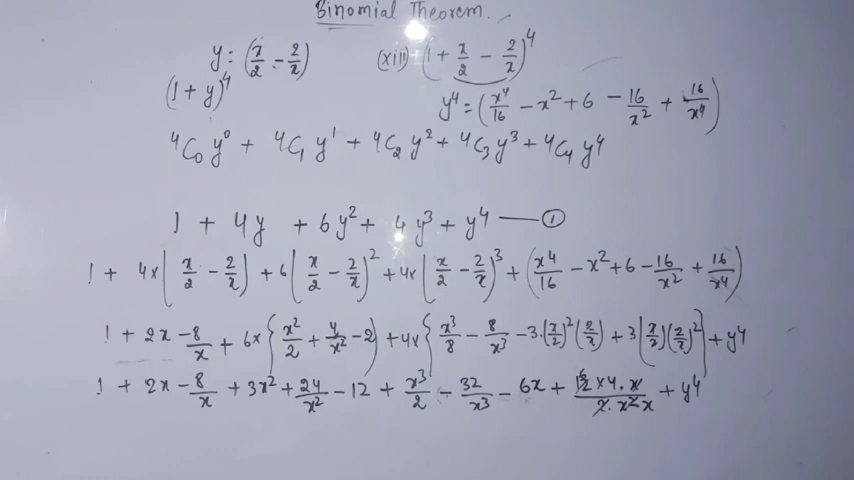 Binomial Theorem.
y = (x/2 - 2/x) (xiii) (1 + x/2 - 2/x)^4
(1 + y)^4 y^4 = (x^4/16 - x^2 + 6 - 16/x^2 + 16/x^4)
4C0 y^0 + 4C1 y^1 + 4C2 y^2 + 4C3 y^3 + 4C4 y^4
1 + 4y + 6y^2 + 4y^3 + y^4 — ①
1 + 4×(x/2 - 2/x) + 6(x/2 - 2/x)^2 + 4×(x/2 - 2/x)^3 + (x^4/16 - x^2 + 6 - 16/x^2 + 16/x^4)
1 + 2x - 8/x + 6×{x^2/2 + 4/x^2 - 2} + 4×{x^3/8 - 8/x^3 - 3·(x/2)^2(2/x) + 3(x/2)(2/x)^2} + y^4
1 + 2x - 8/x + 3x^2 + 24/x^2 - 12 + x^3/2 - 32/x^3 - 6x + 12×4·x/2·x^2 x + y^4